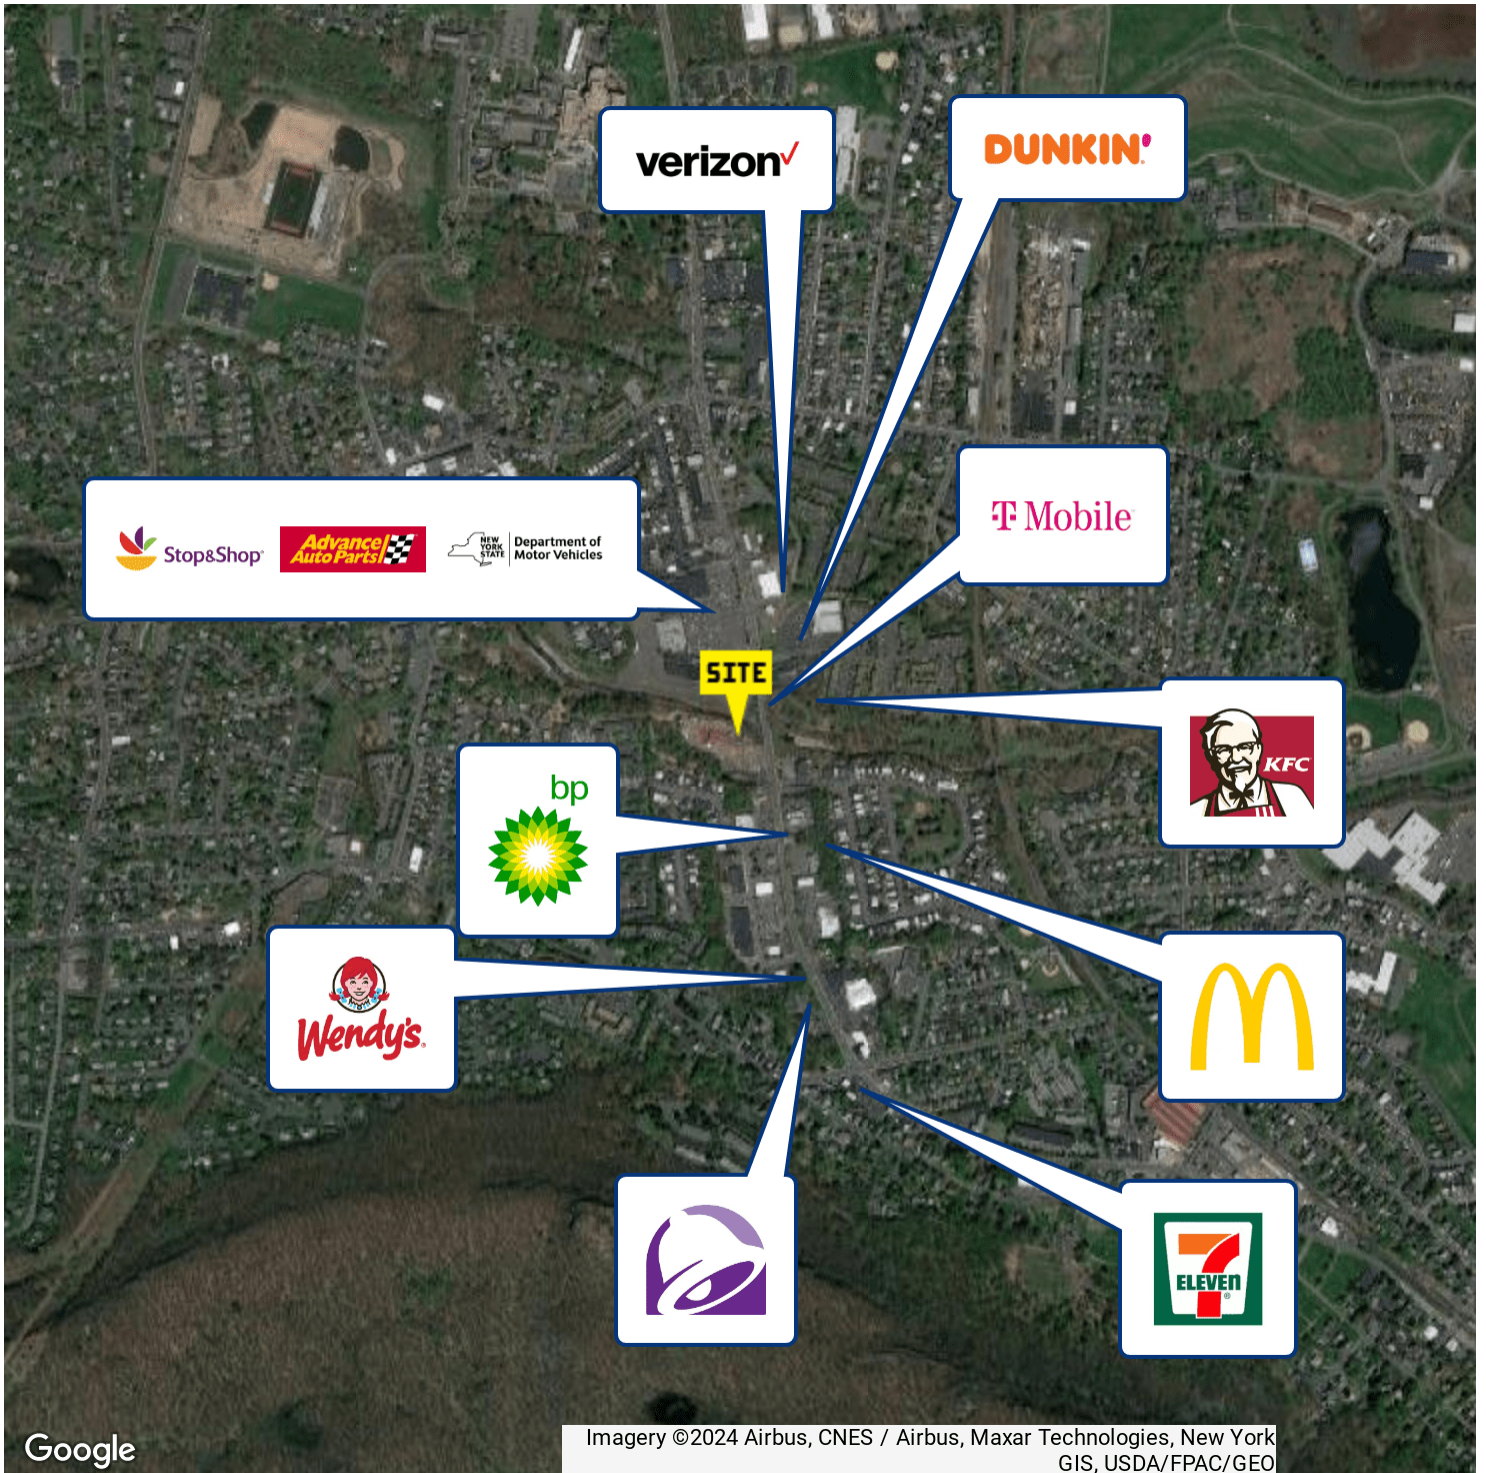 verizon
DUNKIN'
T Mobile
Stop&Shop
Advance
Auto Parts
NEW
YORK
STATE
Department of
Motor Vehicles
SITE
KFC
bp
Wendy's
7
ELEVEN
Google
Imagery ©2024 Airbus, CNES / Airbus, Maxar Technologies, New York
GIS, USDA/FPAC/GEO